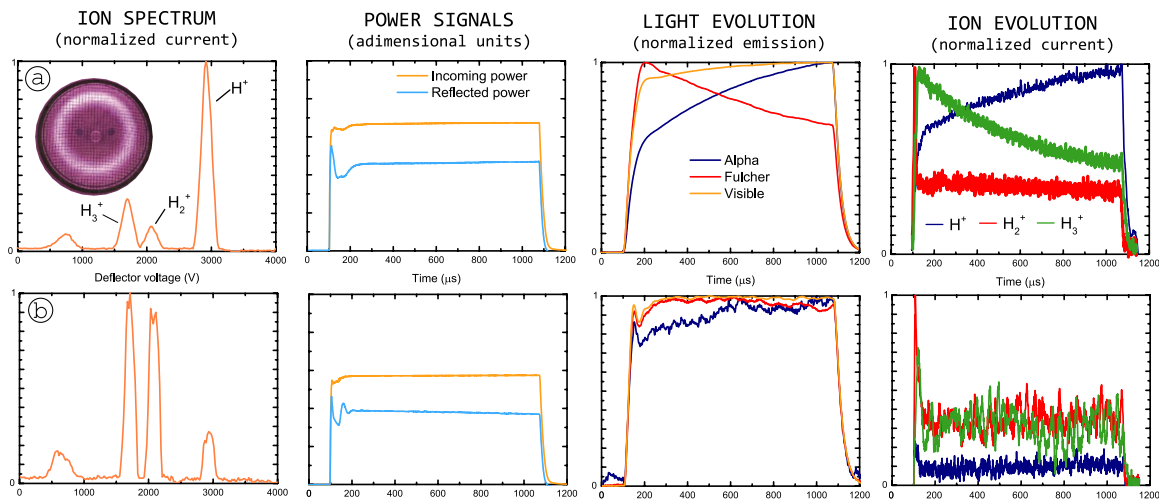 ION SPECTRUM
(normalized current)
POWER SIGNALS
(adimensional units)
LIGHT EVOLUTION
(normalized emission)
ION EVOLUTION
(normalized current)
a
1
0
H+
H3+
H2+
0 1000 2000 3000 4000
Deflector voltage (V)
1
0
Incoming power
Reflected power
0 200 400 600 800 1000 1200
Time (μs)
1
0
Alpha
Fulcher
Visible
0 200 400 600 800 1000 1200
Time (μs)
1
0
H+ H2+ H3+
0 200 400 600 800 1000 1200
Time (μs)
b
1
0
0 1000 2000 3000 4000
1
0
0 200 400 600 800 1000 1200
1
0
0 200 400 600 800 1000 1200
1
0
0 200 400 600 800 1000 1200